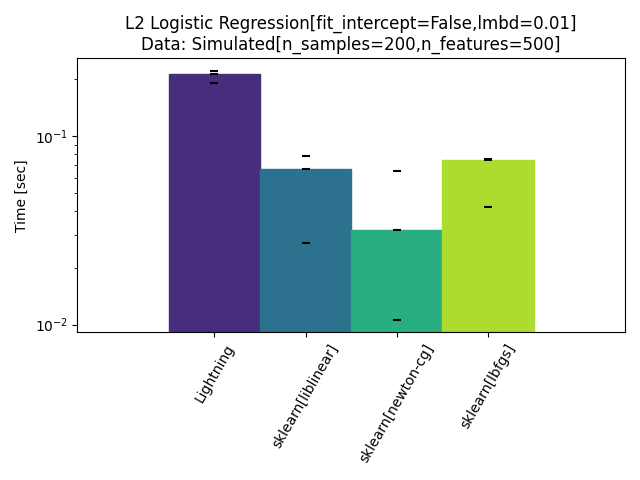 L2 Logistic Regression[fit_intercept=False,lmbd=0.01]
Data: Simulated[n_samples=200,n_features=500]
Time [sec]
10⁻¹
10⁻²
Lightning
sklearn[liblinear]
sklearn[newton-cg]
sklearn[lbfgs]